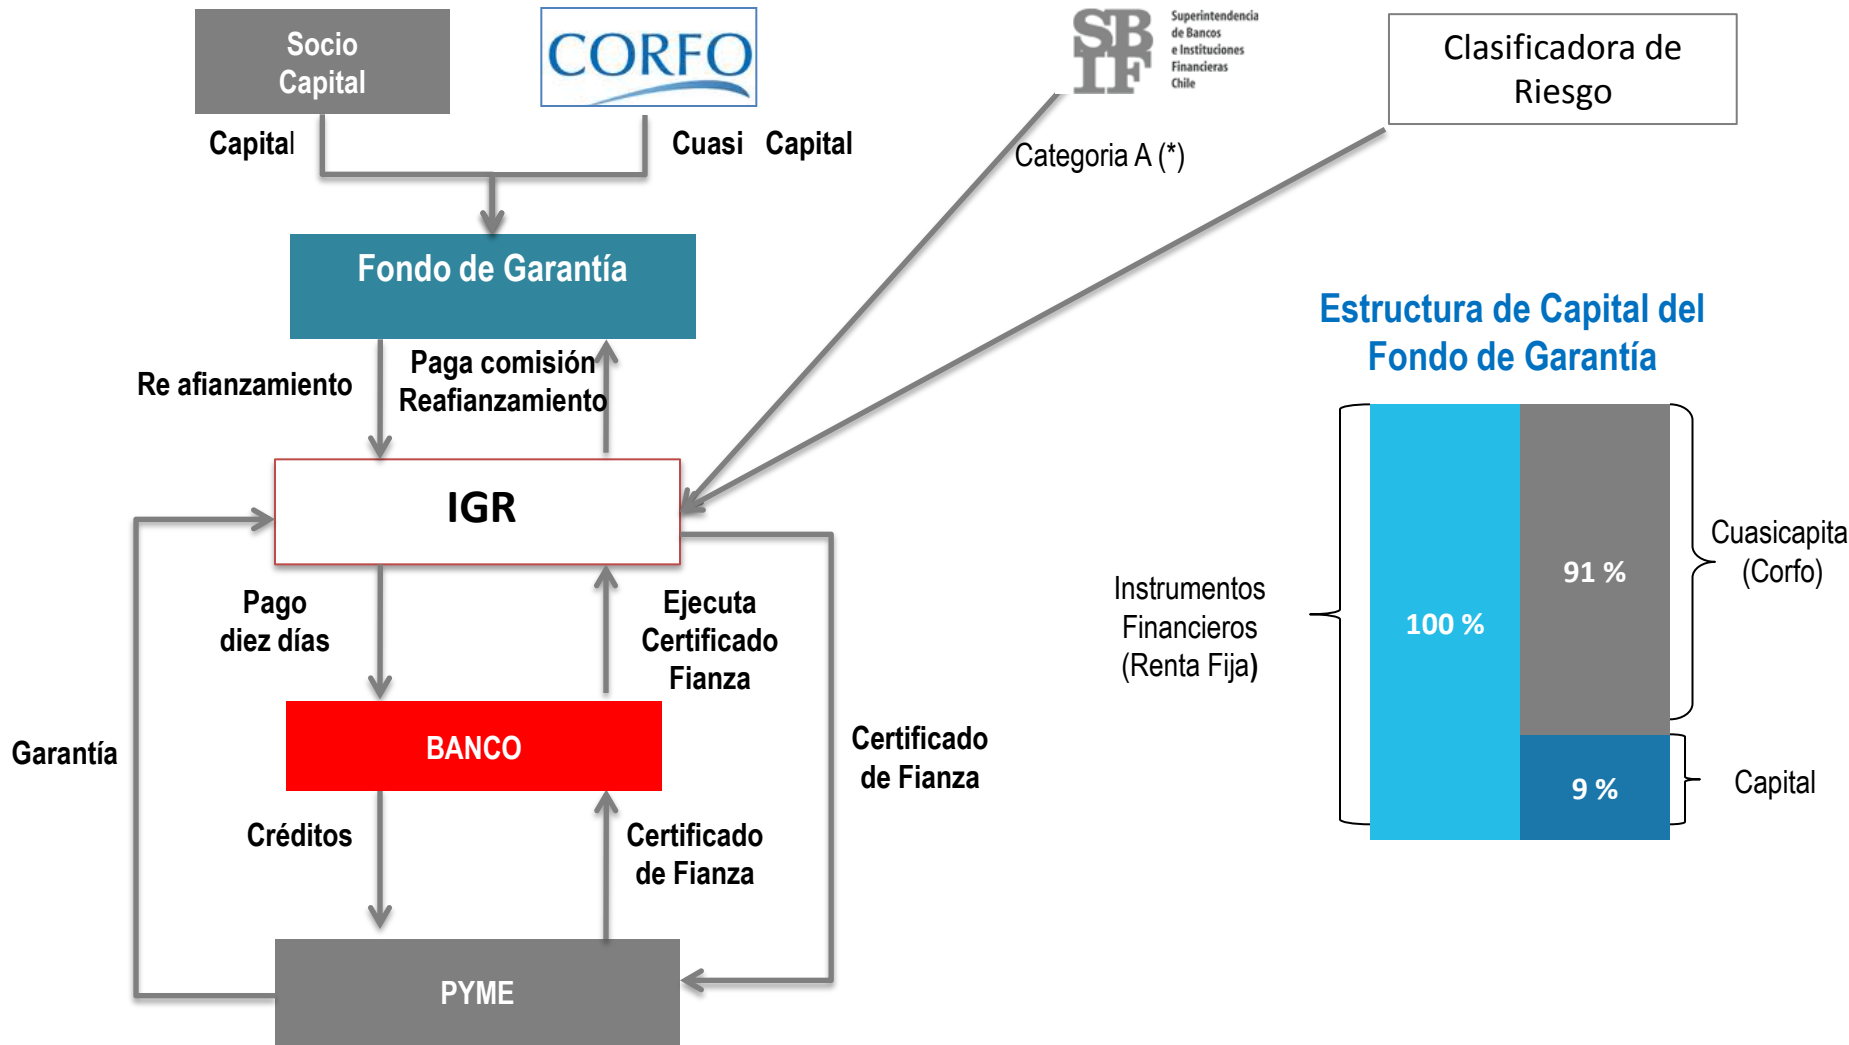 Socio
Capital
CORFO
SBIF
Superintendencia
de Bancos
e Instituciones
Financieras
Chile
Clasificadora de
Riesgo
Capital
Cuasi Capital
Categoria A (*)
Fondo de Garantía
Re afianzamiento
Paga comisión
Reafianzamiento
IGR
Pago
diez días
Ejecuta
Certificado
Fianza
Garantía
BANCO
Certificado
de Fianza
Créditos
Certificado
de Fianza
PYME
Estructura de Capital del
Fondo de Garantía
Instrumentos
Financieros
(Renta Fija)
100 %
91 %
9 %
Cuasicapita
(Corfo)
Capital